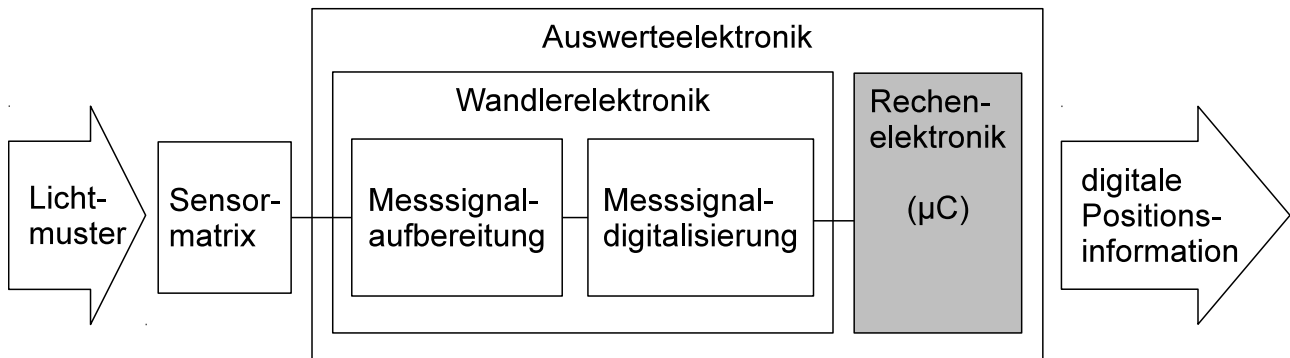 Auswerteelektronik
Wandlerelektronik
Licht-
muster
Sensor-
matrix
Messsignal-
aufbereitung
Messsignal-
digitalisierung
Rechen-
elektronik
(µC)
digitale
Positions-
information